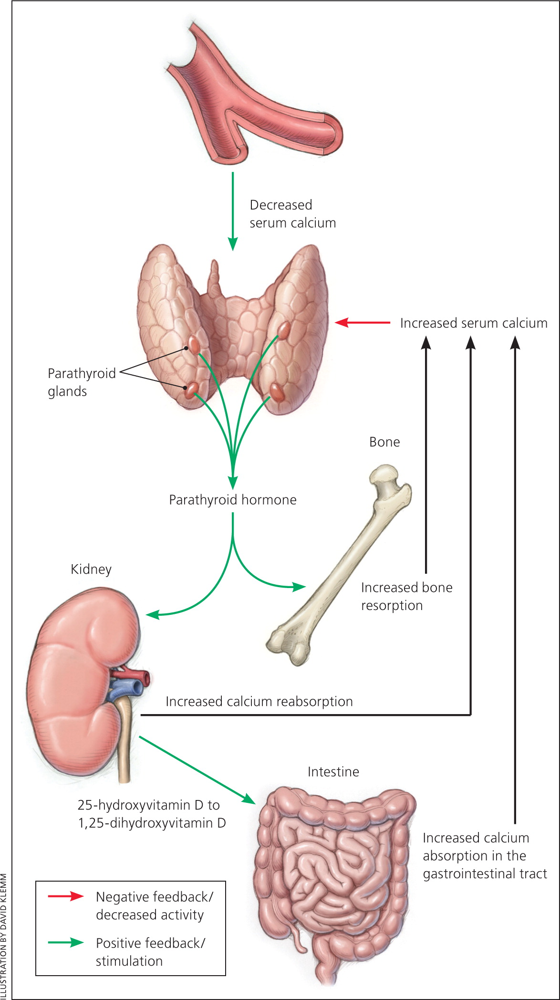 Decreased
serum calcium
Increased serum calcium
Parathyroid
glands
Bone
Parathyroid hormone
Kidney
Increased bone
resorption
Increased calcium reabsorption
Intestine
25-hydroxyvitamin D to
1,25-dihydroxyvitamin D
Increased calcium
absorption in the
gastrointestinal tract
Negative feedback/
decreased activity
Positive feedback/
stimulation
ILLUSTRATION BY DAVID KLEMM